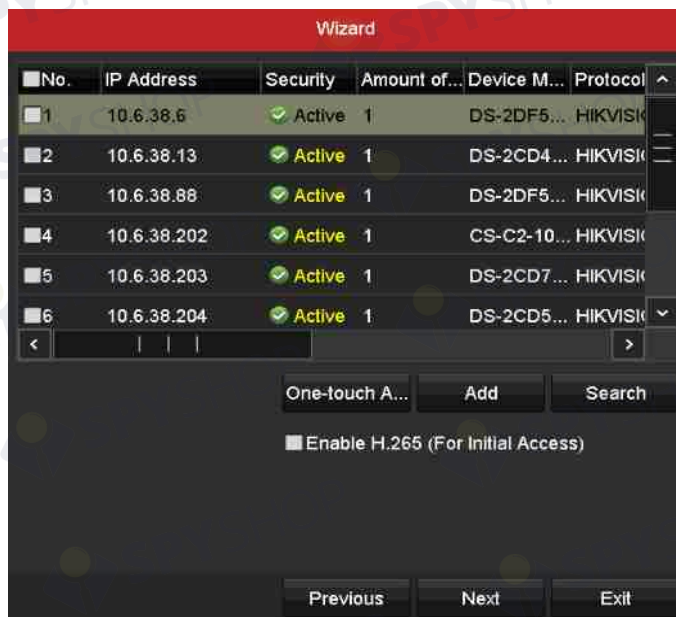 Wizard
No. IP Address Security Amount of... Device M... Protocol
1 10.6.38.6 Active 1 DS-2DF5... HIKVISI
2 10.6.38.13 Active 1 DS-2CD4... HIKVISI
3 10.6.38.88 Active 1 DS-2DF5... HIKVISI
4 10.6.38.202 Active 1 CS-C2-10... HIKVISI
5 10.6.38.203 Active 1 DS-2CD7... HIKVISI
6 10.6.38.204 Active 1 DS-2CD5... HIKVISI
One-touch A... Add Search
Enable H.265 (For Initial Access)
Previous Next Exit